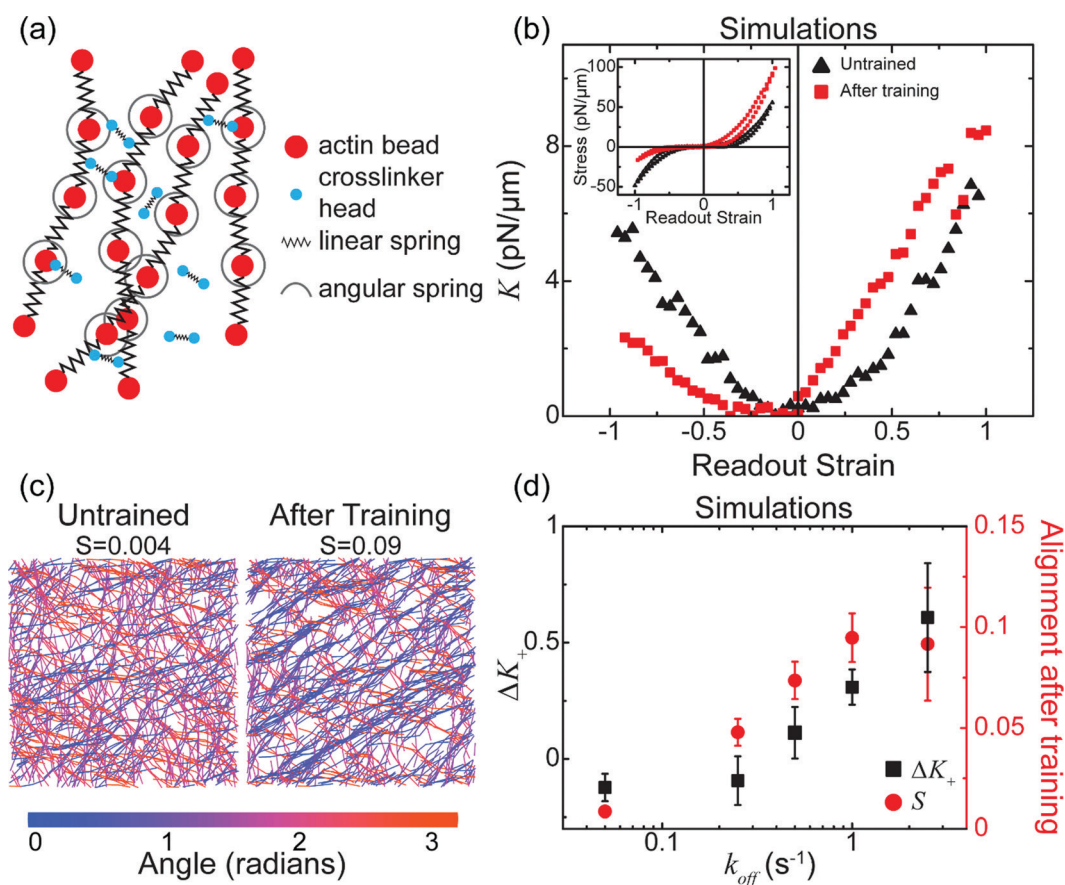 (a)
actin bead
crosslinker
head
linear spring
angular spring
(b)
Simulations
Untrained
After training
K (pN/μm)
8
4
0
-1
-0.5
0
0.5
1
Readout Strain
Stress (pN/μm)
100
50
0
-50
-1
0
1
Readout Strain
(c)
Untrained
S=0.004
After Training
S=0.09
0
1
2
3
Angle (radians)
(d)
Simulations
ΔK+
1
0.5
0
0.1
1
koff (s-1)
0.15
0.1
0.05
0
Alignment after training
ΔK+
S